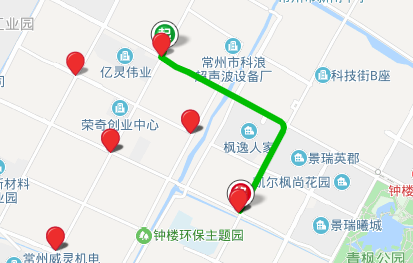 工业园
亿灵伟业
常州市科浪
超声波设备厂
科技街B座
荣奇创业中心
枫逸人家
景瑞英郡
凯尔枫尚花园
钟楼
新材料
业园
景瑞曦城
钟楼环保主题园
常州威灵机电
青枫公园